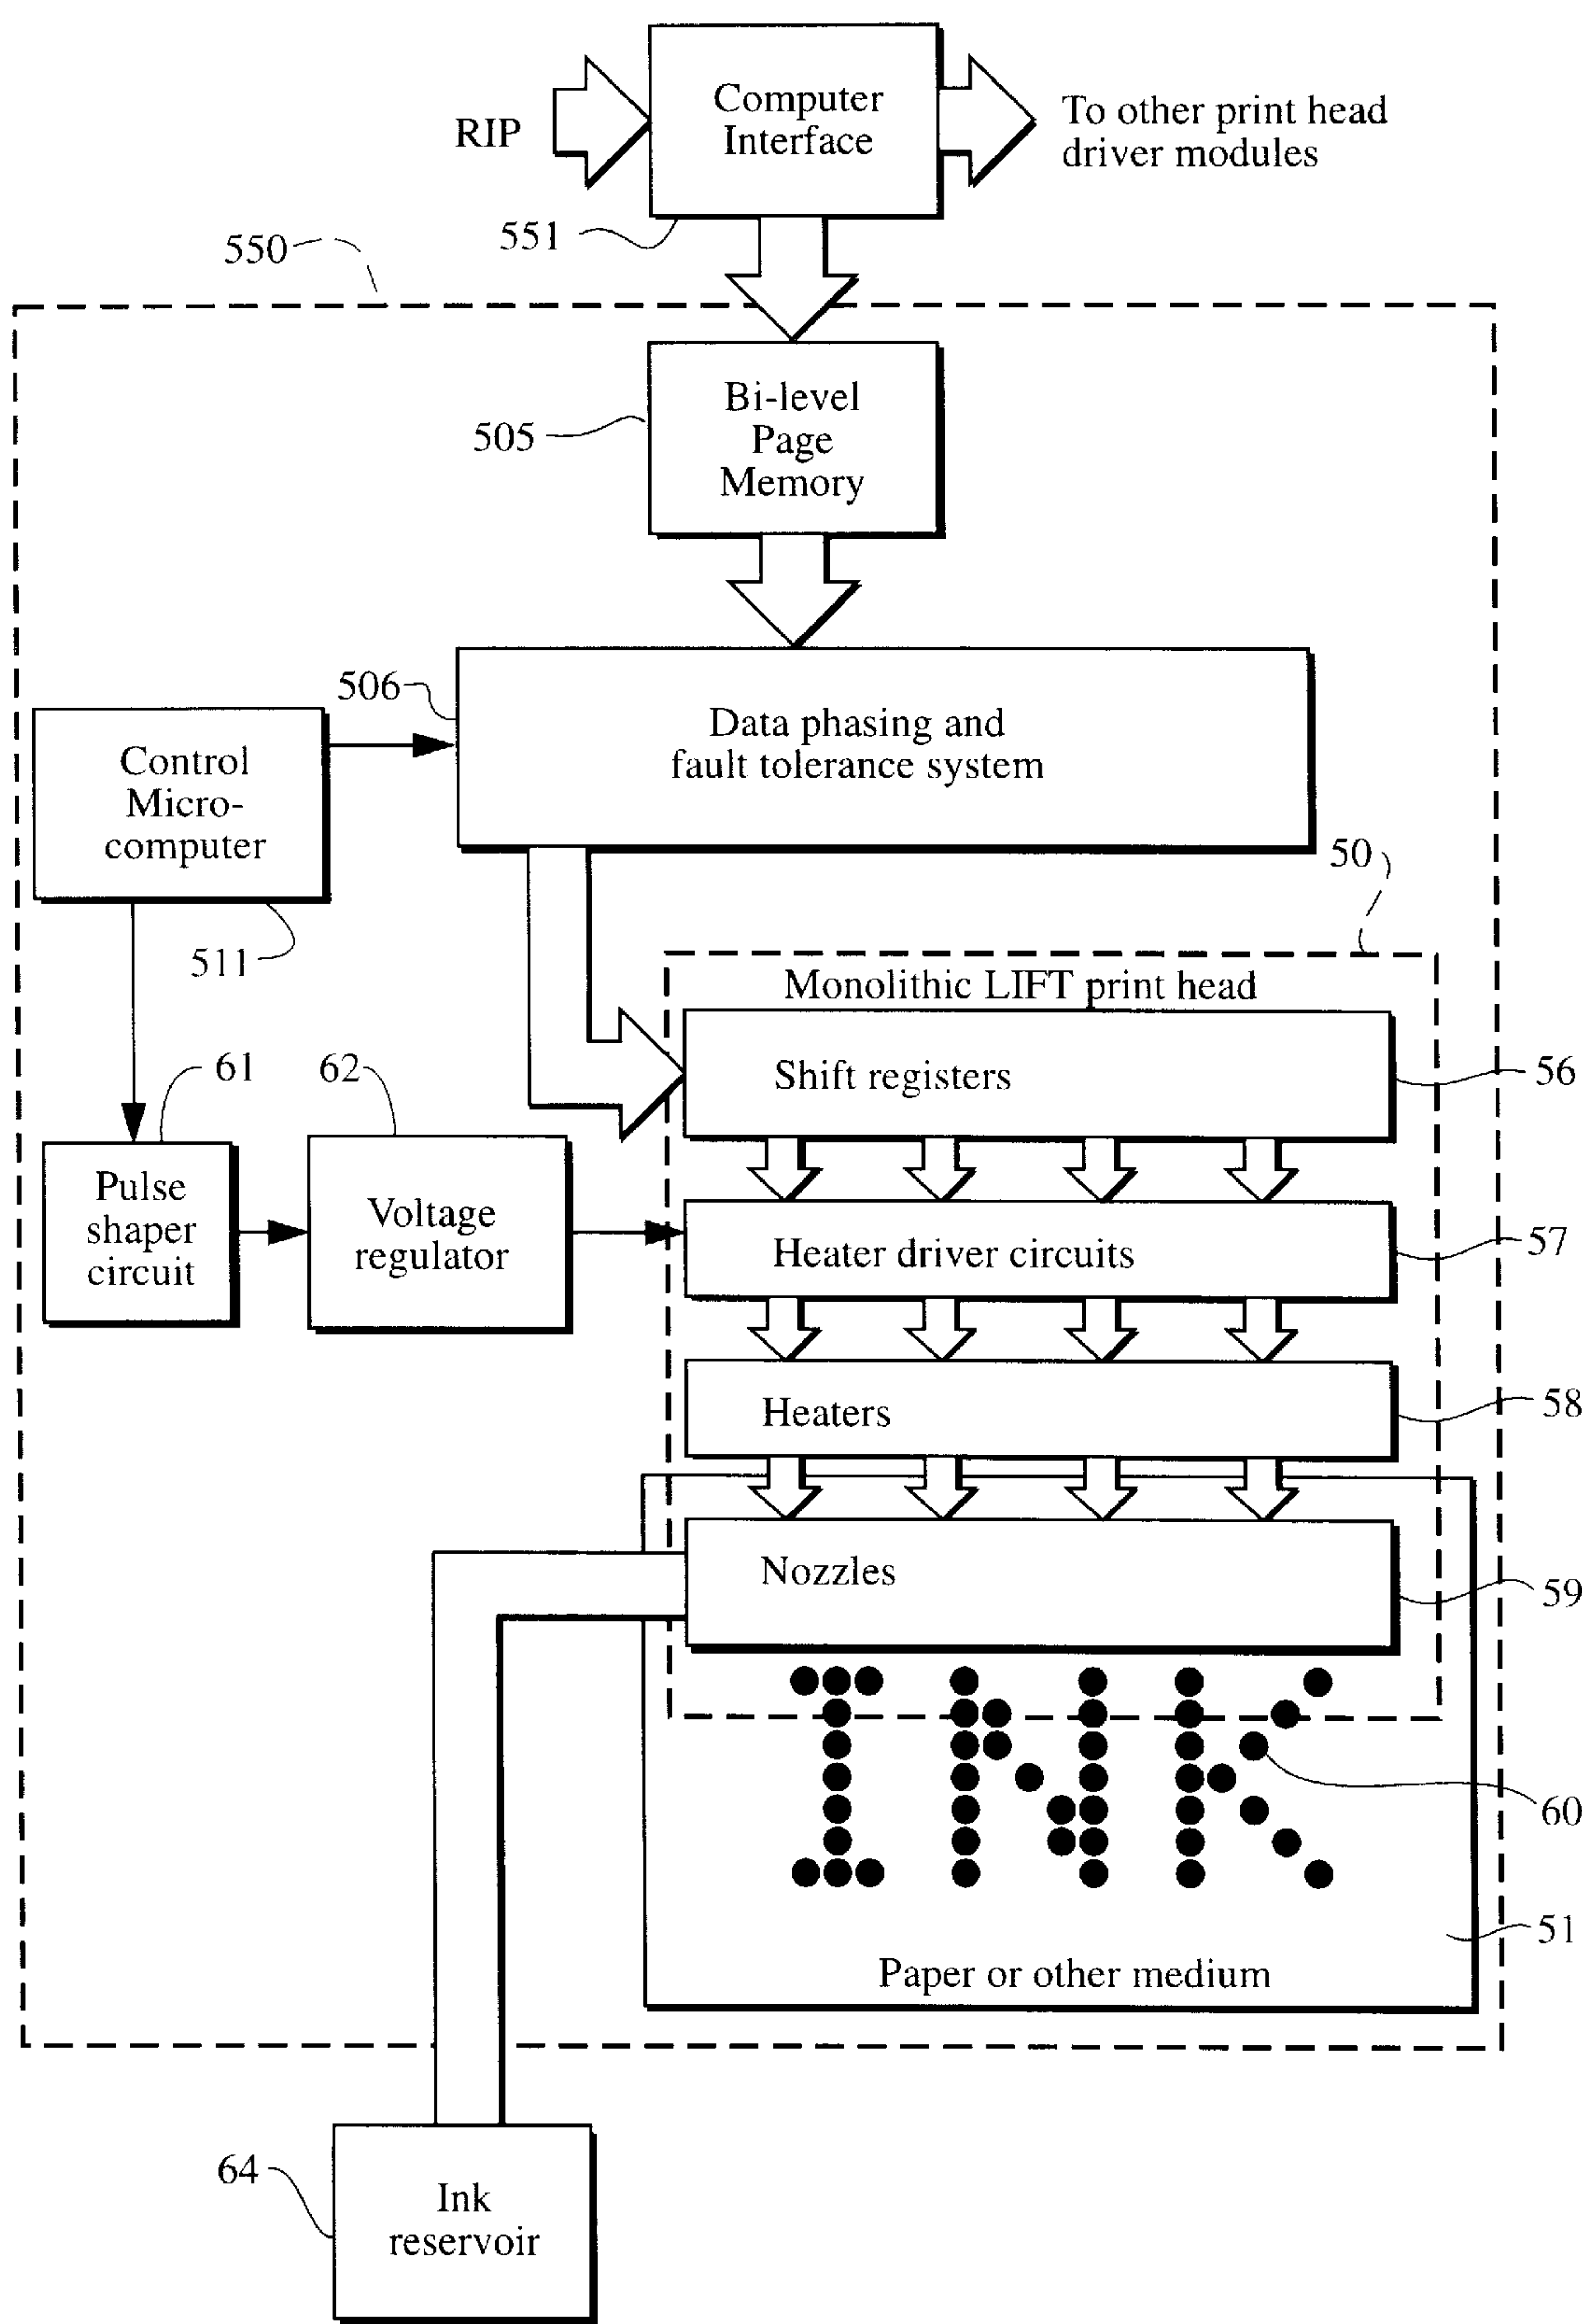 Computer
Interface
RIP
To other print head
driver modules
551
550
Bi-level
Page
Memory
505
506
Data phasing and
fault tolerance system
Control
Micro-
computer
511
50
Monolithic LIFT print head
Shift registers
56
61
62
Pulse
shaper
circuit
Voltage
regulator
Heater driver circuits
57
Heaters
58
Nozzles
59
INK
60
51
Paper or other medium
64
Ink
reservoir